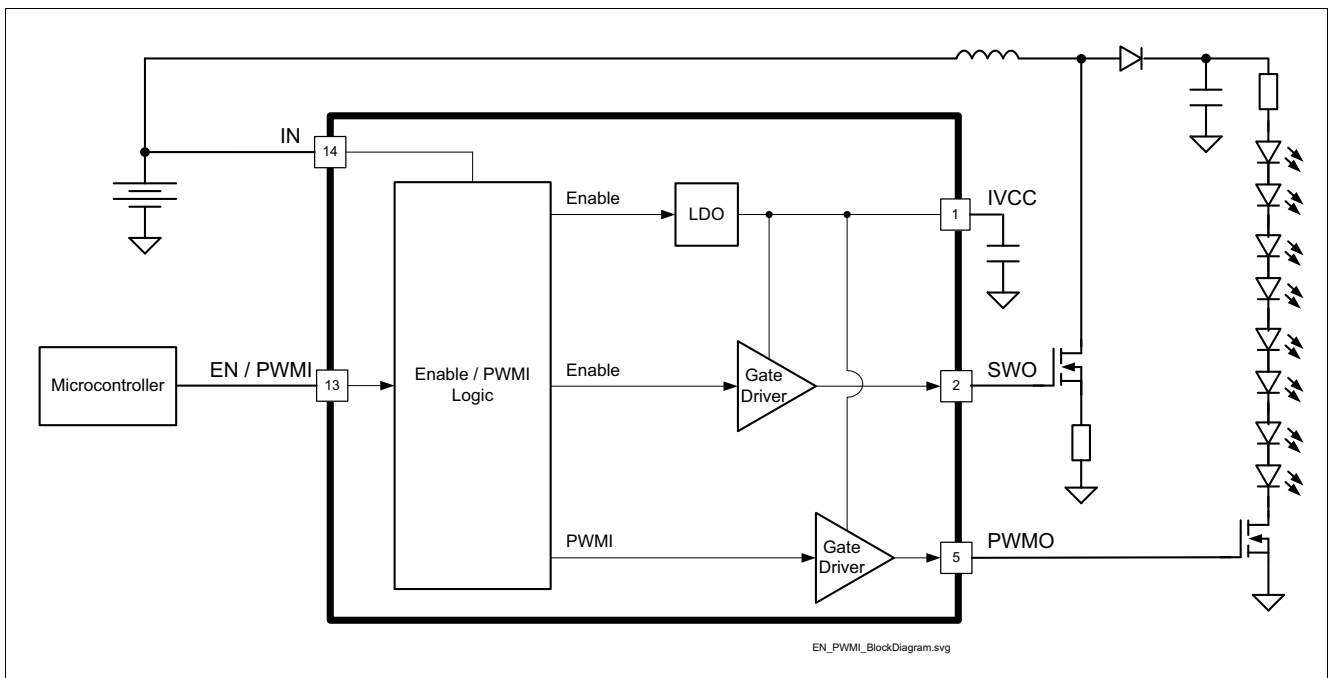 IN
14
Enable
LDO
1
IVCC
Microcontroller
EN / PWMI
13
Enable / PWMI
Logic
Enable
Gate
Driver
2
SWO
PWMI
Gate
Driver
5
PWMO
EN_PWMI_BlockDiagram.svg